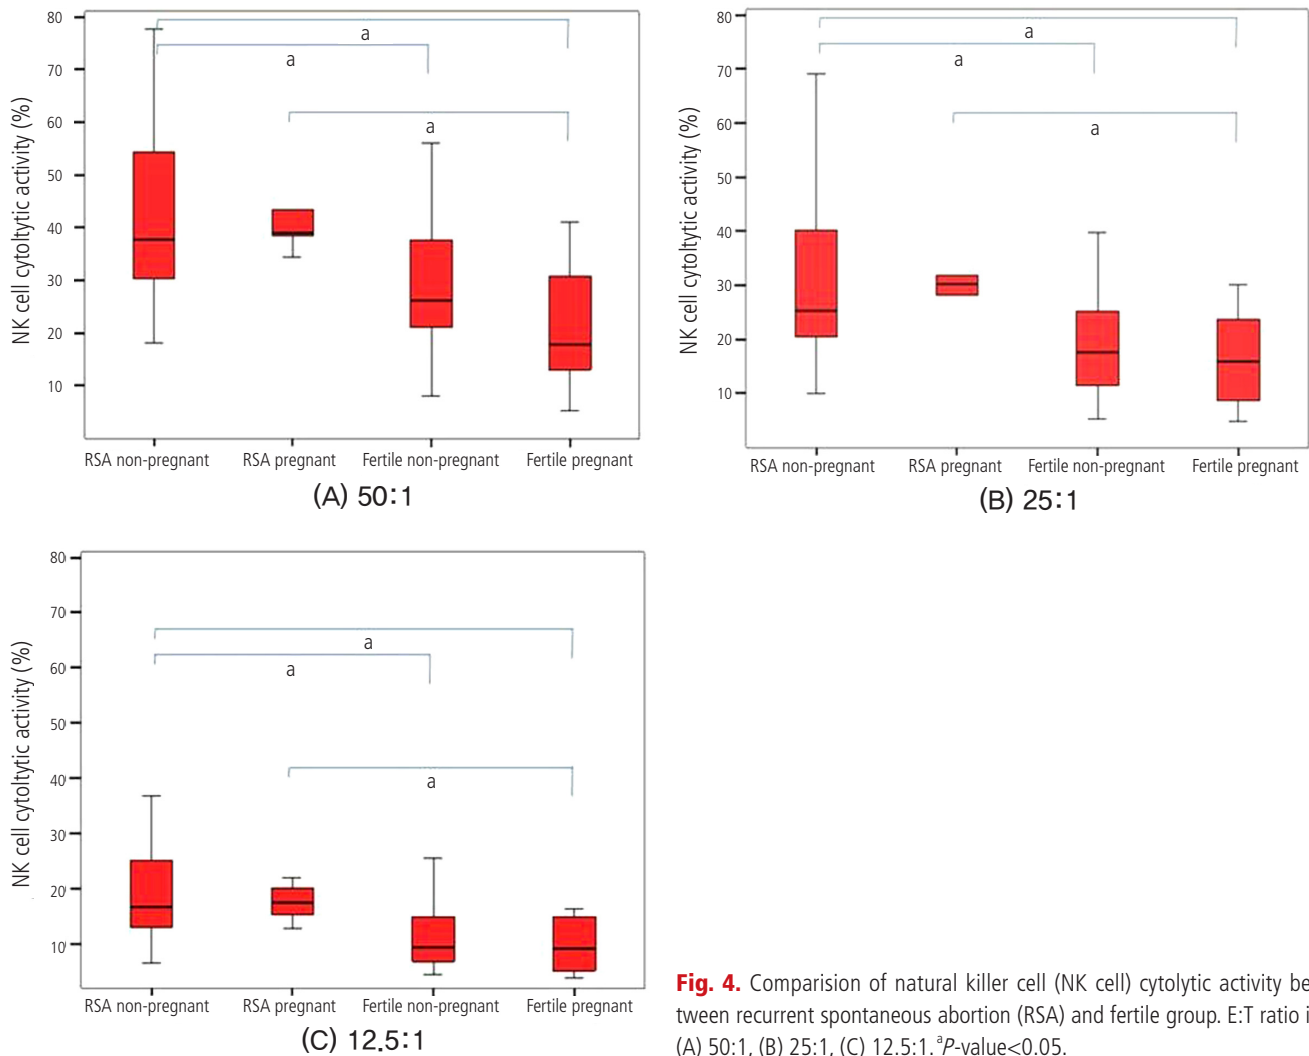 80
70
60
50
40
30
20
10
NK cell cytoltytic activity (%)
a
a
a
RSA non-pregnant RSA pregnant Fertile non-pregnant Fertile pregnant
(A) 50:1
80
70
60
50
40
30
20
10
NK cell cytoltytic activity (%)
a
a
a
RSA non-pregnant RSA pregnant Fertile non-pregnant Fertile pregnant
(B) 25:1
80
70
60
50
40
30
20
10
NK cell cytoltytic activity (%)
a
a
a
RSA non-pregnant RSA pregnant Fertile non-pregnant Fertile pregnant
(C) 12.5:1
Fig. 4. Comparision of natural killer cell (NK cell) cytolytic activity be
tween recurrent spontaneous abortion (RSA) and fertile group. E:T ratio i
(A) 50:1, (B) 25:1, (C) 12.5:1. ᵃP-value<0.05.